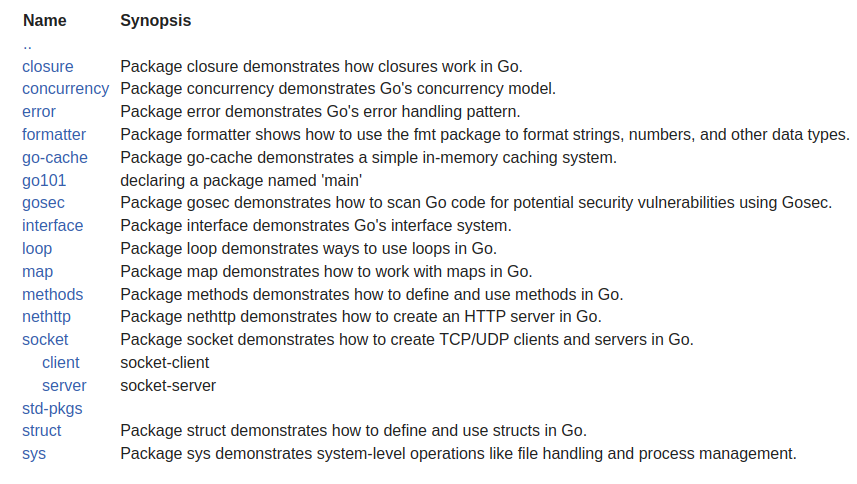 Name Synopsis
..
closure Package closure demonstrates how closures work in Go.
concurrency Package concurrency demonstrates Go's concurrency model.
error Package error demonstrates Go's error handling pattern.
formatter Package formatter shows how to use the fmt package to format strings, numbers, and other data types.
go-cache Package go-cache demonstrates a simple in-memory caching system.
go101 declaring a package named 'main'
gosec Package gosec demonstrates how to scan Go code for potential security vulnerabilities using Gosec.
interface Package interface demonstrates Go's interface system.
loop Package loop demonstrates ways to use loops in Go.
map Package map demonstrates how to work with maps in Go.
methods Package methods demonstrates how to define and use methods in Go.
nethttp Package nethttp demonstrates how to create an HTTP server in Go.
socket Package socket demonstrates how to create TCP/UDP clients and servers in Go.
client socket-client
server socket-server
std-pkgs
struct Package struct demonstrates how to define and use structs in Go.
sys Package sys demonstrates system-level operations like file handling and process management.